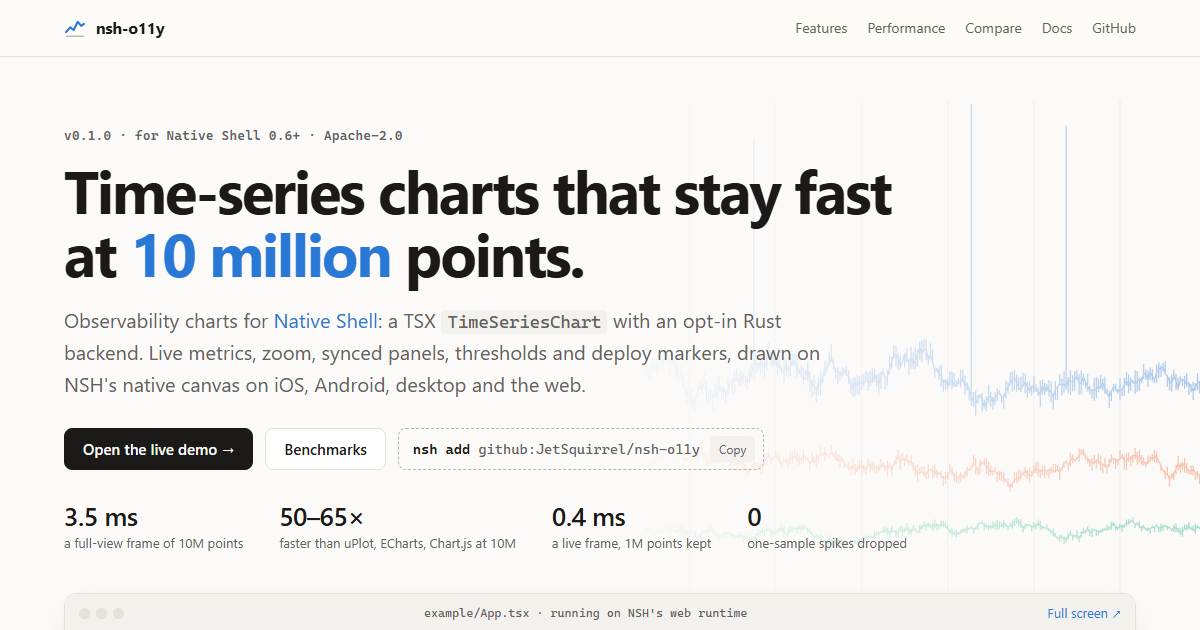 nsh-o11y
Features Performance Compare Docs GitHub
v0.1.0 · for Native Shell 0.6+ · Apache-2.0
Time-series charts that stay fast
at 10 million points.
Observability charts for Native Shell: a TSX TimeSeriesChart with an opt-in Rust
backend. Live metrics, zoom, synced panels, thresholds and deploy markers, drawn on
NSH's native canvas on iOS, Android, desktop and the web.
Open the live demo → Benchmarks nsh add github:JetSquirrel/nsh-o11y Copy
3.5 ms 50–65× 0.4 ms 0
a full-view frame of 10M points faster than uPlot, ECharts, Chart.js at 10M a live frame, 1M points kept one-sample spikes dropped
example/App.tsx · running on NSH's web runtime Full screen ↗